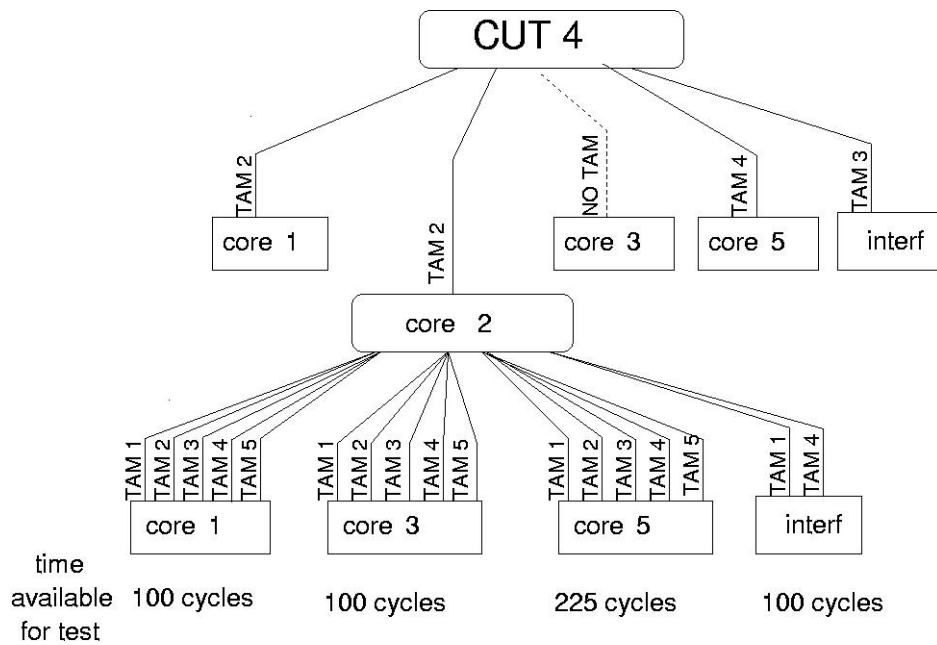 CUT 4
TAM 2
TAM 2
NO TAM
TAM 4
TAM 3
core 1
core 3
core 5
interf
core 2
TAM 1
TAM 2
TAM 3
TAM 4
TAM 5
TAM 1
TAM 2
TAM 3
TAM 4
TAM 5
TAM 1
TAM 2
TAM 3
TAM 4
TAM 5
TAM 1
TAM 4
core 1
core 3
core 5
interf
time
available
for test
100 cycles
100 cycles
225 cycles
100 cycles